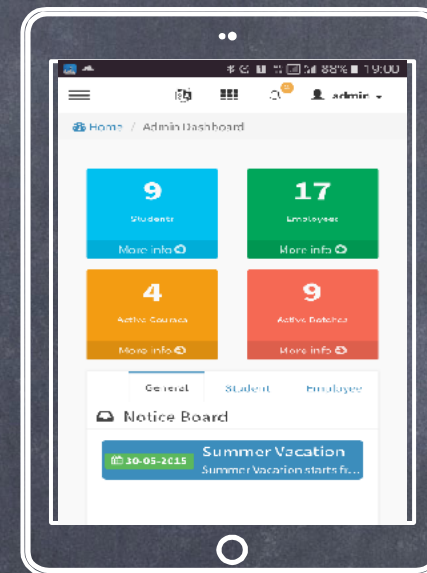 88% 19:00
admin
Home / Admin Dashboard
9
Students
More info
17
Employees
More info
4
Active Courses
More info
9
Active Batches
More info
General Student Employee
Notice Board
30-05-2015
Summer Vacation
Summer Vacation starts fr...